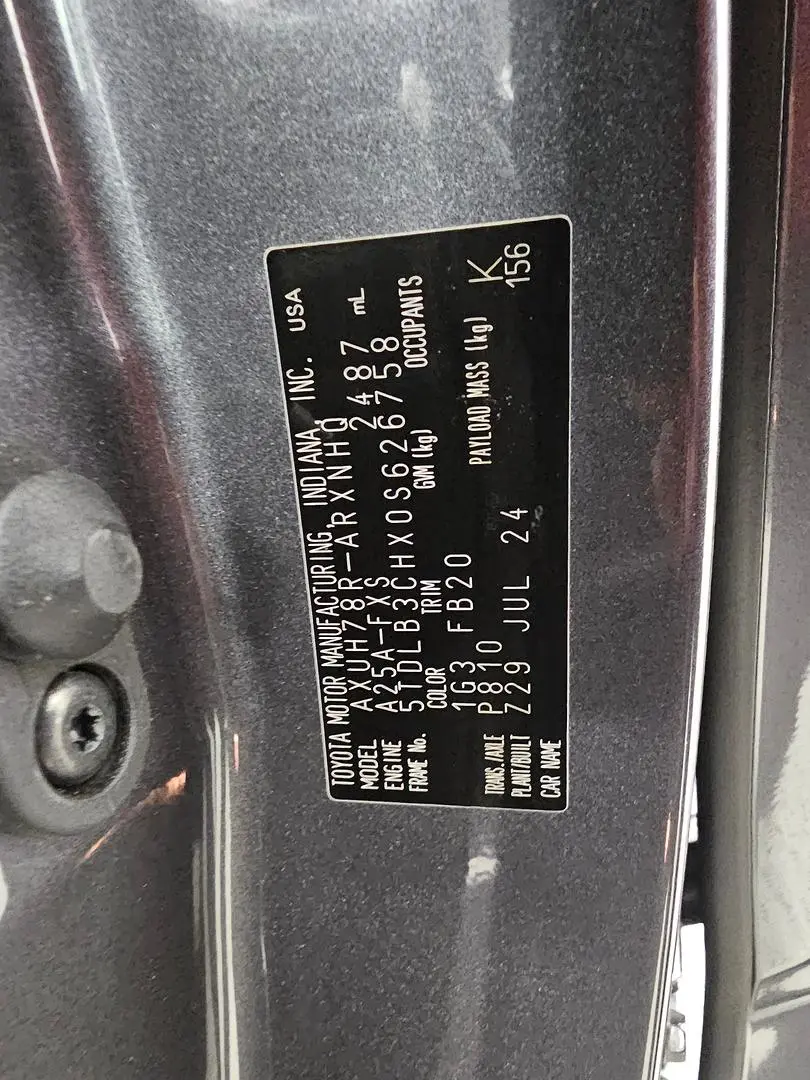 TOYOTA MOTOR MANUFACTURING, INDIANA, INC. USA
MODEL AXUH78R-ARXNHQ
ENGINE A25A-FXS 2487 mL
FRAME No. 5TDLB3CHX0S626758
COLOR TRIM GVM (kg) OCCUPANTS
1G3 FB20
TRANS./AXLE P810 PAYLOAD MASS (kg) K
PLANT/BUILT Z29 JUL 24 156
CAR NAME